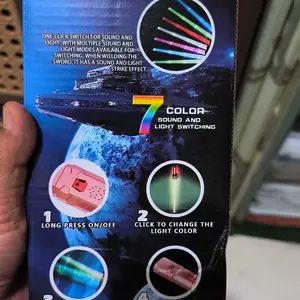 ONE CLICK SWITCH FOR SOUND AND
LIGHT, WITH MULTIPLE SOUND AND
LIGHT MODES AVAILABLE FOR
SWITCHING. WHEN WIELDING THE
SWORD, IT HAS A SOUND AND LIGHT
STRIKE EFFECT.
7 COLOR
SOUND AND
LIGHT SWITCHING
1
LONG PRESS ON/OFF
2
CLICK TO CHANGE THE
LIGHT COLOR
3